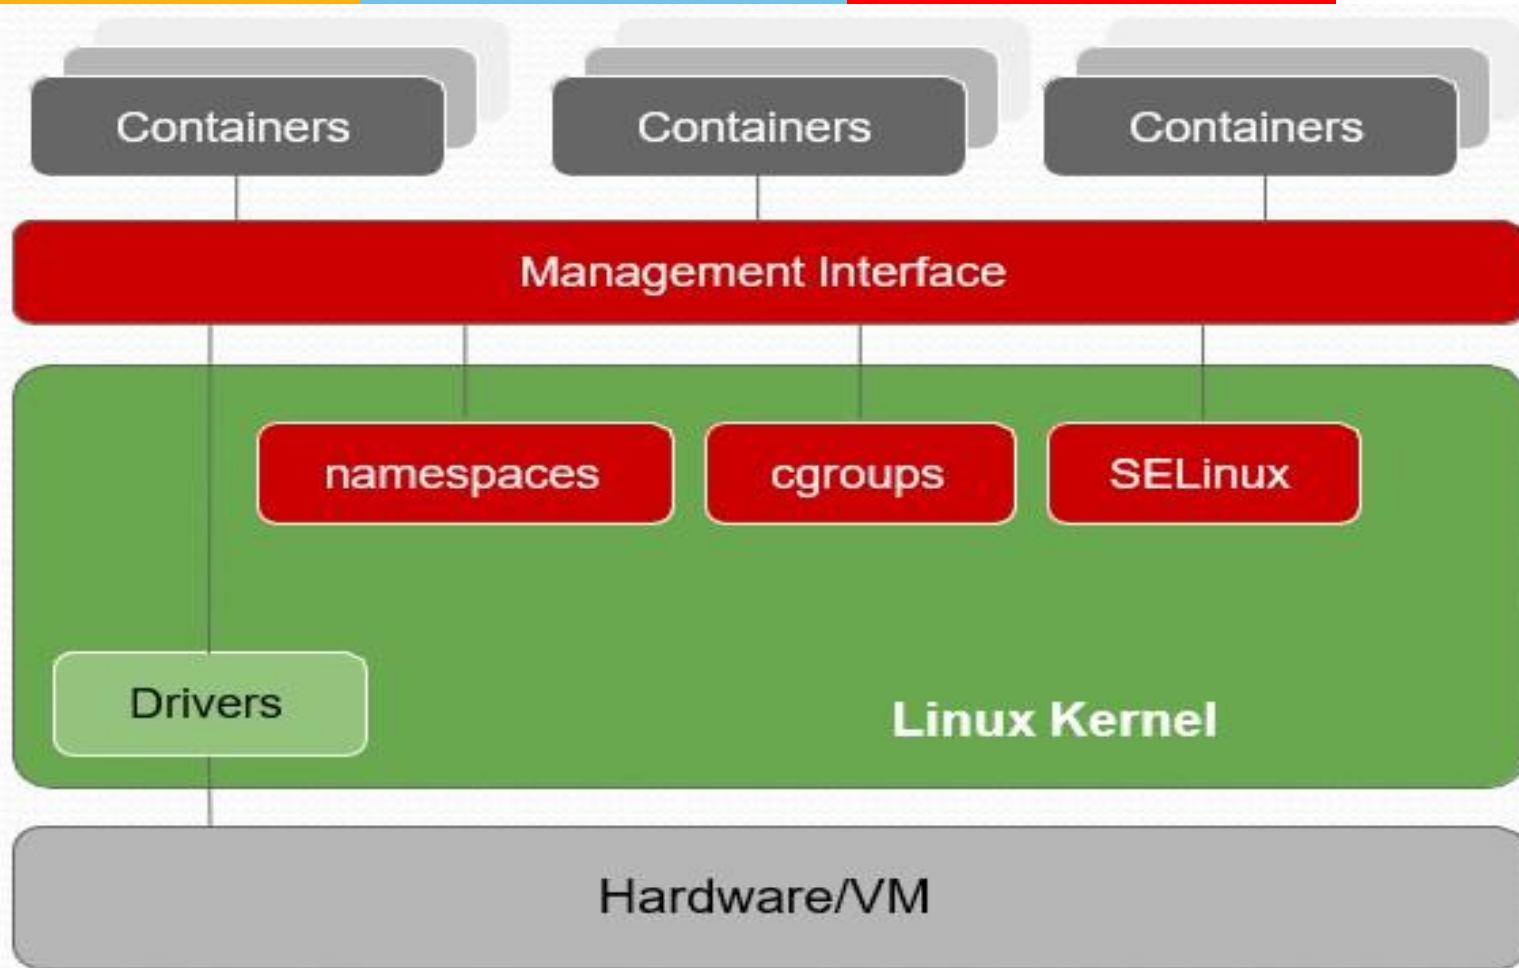 Containers
Containers
Containers
Management Interface
namespaces
cgroups
SELinux
Drivers
Linux Kernel
Hardware/VM